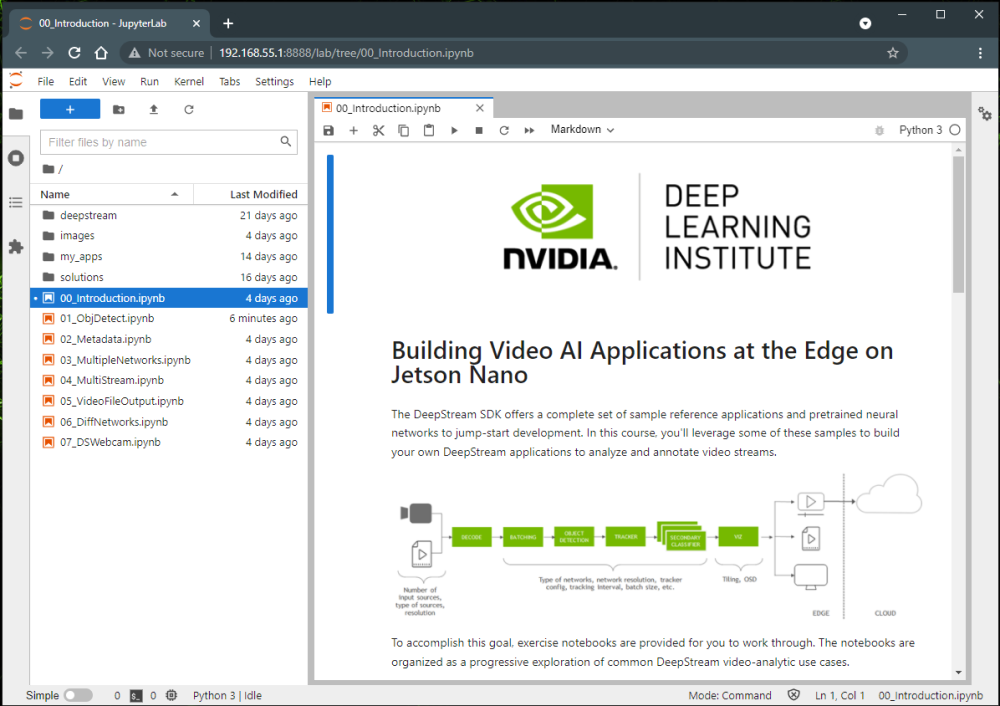 00_Introduction - JupyterLab
Not secure 192.168.55.1:8888/lab/tree/00_Introduction.ipynb
File Edit View Run Kernel Tabs Settings Help
Filter files by name
/
Name Last Modified
deepstream 21 days ago
images 4 days ago
my_apps 14 days ago
solutions 16 days ago
00_Introduction.ipynb 4 days ago
01_ObjDetect.ipynb 6 minutes ago
02_Metadata.ipynb 4 days ago
03_MultipleNetworks.ipynb 4 days ago
04_MultiStream.ipynb 4 days ago
05_VideoFileOutput.ipynb 4 days ago
06_DiffNetworks.ipynb 4 days ago
07_DSWebcam.ipynb 4 days ago
00_Introduction.ipynb
Markdown Python 3
NVIDIA.
DEEP
LEARNING
INSTITUTE
Building Video AI Applications at the Edge on
Jetson Nano
The DeepStream SDK offers a complete set of sample reference applications and pretrained neural
networks to jump-start development. In this course, you'll leverage some of these samples to build
your own DeepStream applications to analyze and annotate video streams.
DECODE
BATCHING
OBJECT
DETECTION
TRACKER
SECONDARY
CLASSIFIER
VIZ
Number of
input sources,
type of sources,
resolution
Type of networks, network resolution, tracker
config, tracking interval, batch size, etc.
Tiling, OSD
EDGE CLOUD
To accomplish this goal, exercise notebooks are provided for you to work through. The notebooks are
organized as a progressive exploration of common DeepStream video-analytic use cases.
Simple 0 $_ 0 Python 3 | Idle Mode: Command Ln 1, Col 1 00_Introduction.ipynb